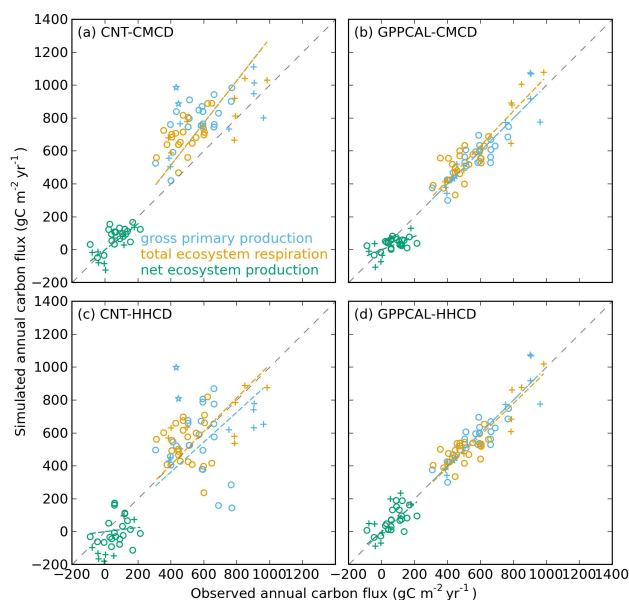 1400
1200
1000
800
600
400
200
0
−200
(a) CNT-CMCD
(b) GPPCAL-CMCD
gross primary production
total ecosystem respiration
net ecosystem production
Simulated annual carbon flux (gC m-2 yr-1)
1400
1200
1000
800
600
400
200
0
−200
(c) CNT-HHCD
(d) GPPCAL-HHCD
−200 0 200 400 600 800 1000 1400
−200 0 200 400 600 800 1000 1400
Observed annual carbon flux (gC m-2 yr-1)